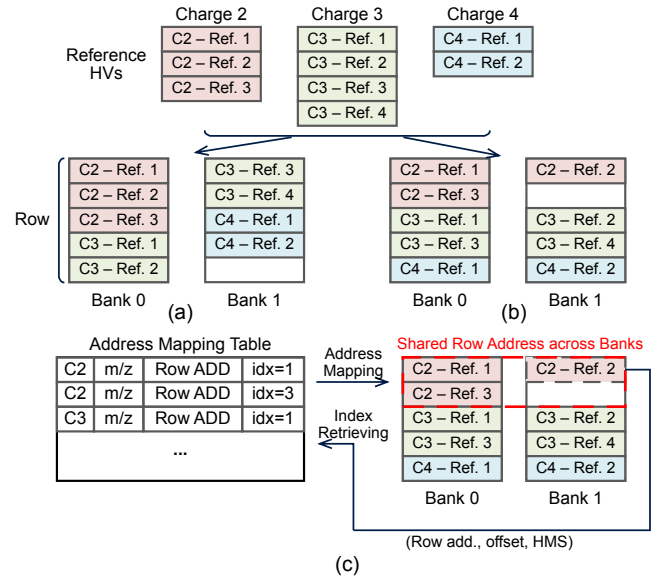 Charge 2 Charge 3 Charge 4
Reference
HVs
C2 – Ref. 1
C2 – Ref. 2
C2 – Ref. 3
C3 – Ref. 1
C3 – Ref. 2
C3 – Ref. 3
C3 – Ref. 4
C4 – Ref. 1
C4 – Ref. 2
Row
C2 – Ref. 1
C2 – Ref. 2
C2 – Ref. 3
C3 – Ref. 1
C3 – Ref. 2
Bank 0
C3 – Ref. 3
C3 – Ref. 4
C4 – Ref. 1
C4 – Ref. 2
Bank 1
(a)
C2 – Ref. 1
C2 – Ref. 3
C3 – Ref. 1
C3 – Ref. 3
C4 – Ref. 1
Bank 0
C2 – Ref. 2
C3 – Ref. 2
C3 – Ref. 4
C4 – Ref. 2
Bank 1
(b)
Address Mapping Table
C2 m/z Row ADD idx=1
C2 m/z Row ADD idx=3
C3 m/z Row ADD idx=1
...
Address
Mapping
Index
Retrieving
Shared Row Address across Banks
C2 – Ref. 1
C2 – Ref. 3
C3 – Ref. 1
C3 – Ref. 3
C4 – Ref. 1
Bank 0
C2 – Ref. 2
C3 – Ref. 2
C3 – Ref. 4
C4 – Ref. 2
Bank 1
(Row add., offset, HMS)
(c)